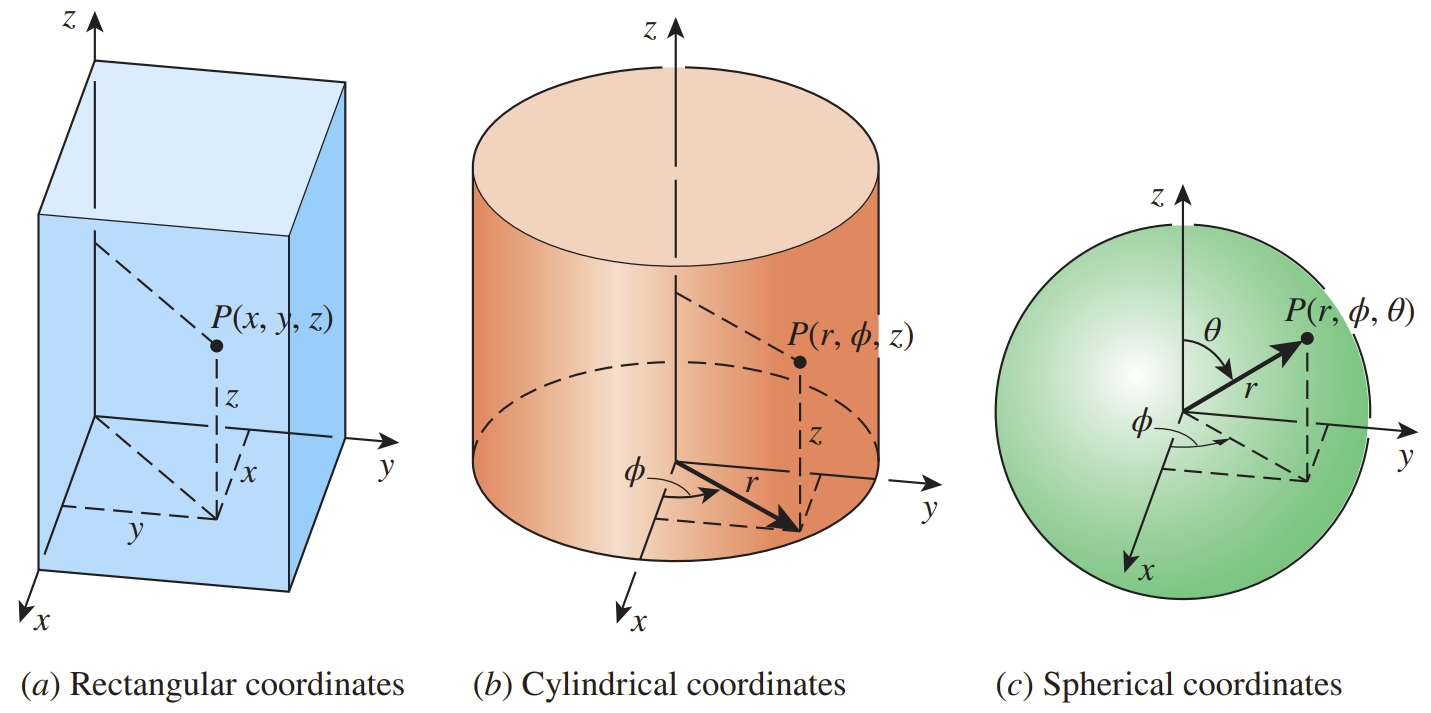 z
P(x, y, z)
z
x
y
y
x
(a) Rectangular coordinates
z
P(r, ϕ, z)
z
ϕ
r
y
x
(b) Cylindrical coordinates
z
P(r, ϕ, θ)
θ
r
ϕ
y
x
(c) Spherical coordinates